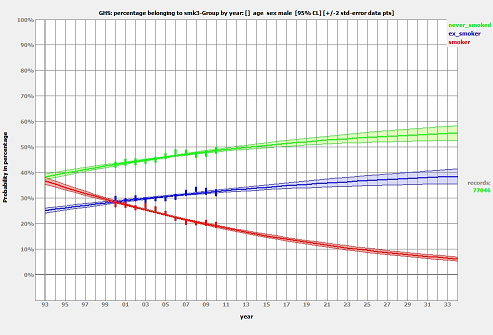 GHS: percentage belonging to smk3-Group by year: [] age sex male [95% CL] [+/-2 std-error data pts]
never_smoked
ex_smoker
smoker
100%
90%
80%
70%
60%
50%
40%
30%
20%
10%
0%
Probability in percentage
records:
77046
93 95 97 99 01 03 05 07 09 11 13 15 17 19 21 23 25 27 29 31 33
year